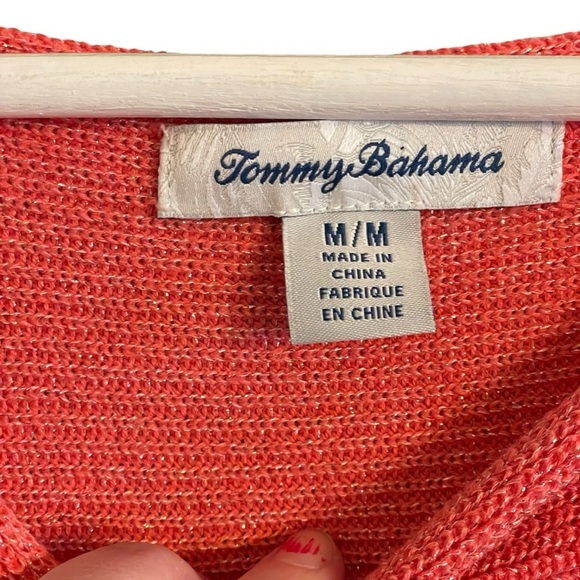 Tommy Bahama
M/M
MADE IN
CHINA
FABRIQUE
EN CHINE